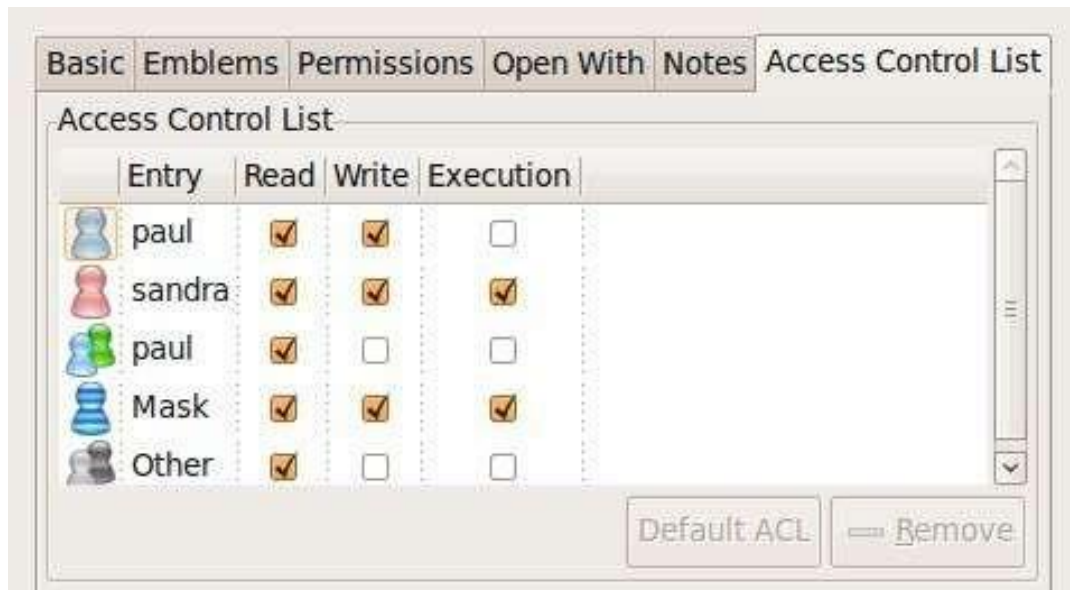 Basic Emblems Permissions Open With Notes Access Control List
Access Control List
Entry Read Write Execution
paul
sandra
paul
Mask
Other
Default ACL Remove